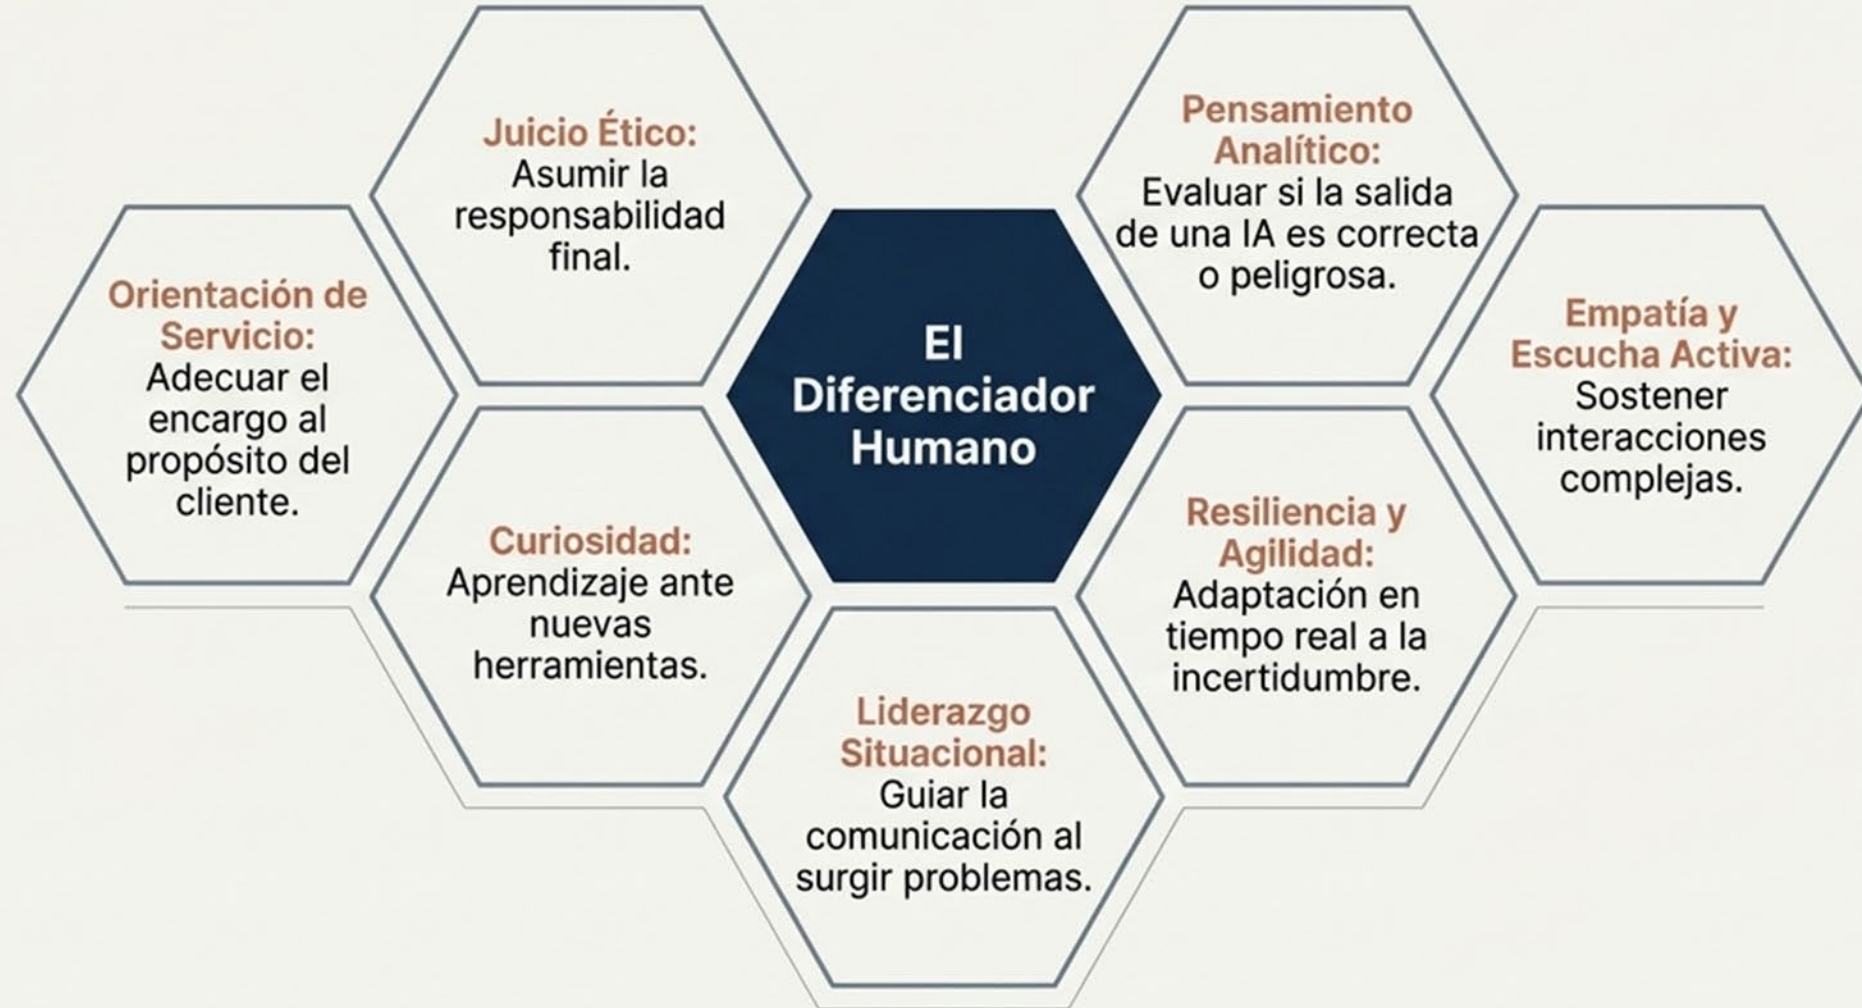 Juicio Ético:
Asumir la
responsabilidad
final.
Pensamiento
Analítico:
Evaluar si la salida
de una IA es correcta
o peligrosa.
Orientación de
Servicio:
Adecuar el
encargo al
propósito del
cliente.
El
Diferenciador
Humano
Empatía y
Escucha Activa:
Sostener
interacciones
complejas.
Curiosidad:
Aprendizaje ante
nuevas
herramientas.
Resiliencia y
Agilidad:
Adaptación en
tiempo real a la
incertidumbre.
Liderazgo
Situacional:
Guiar la
comunicación al
surgir problemas.